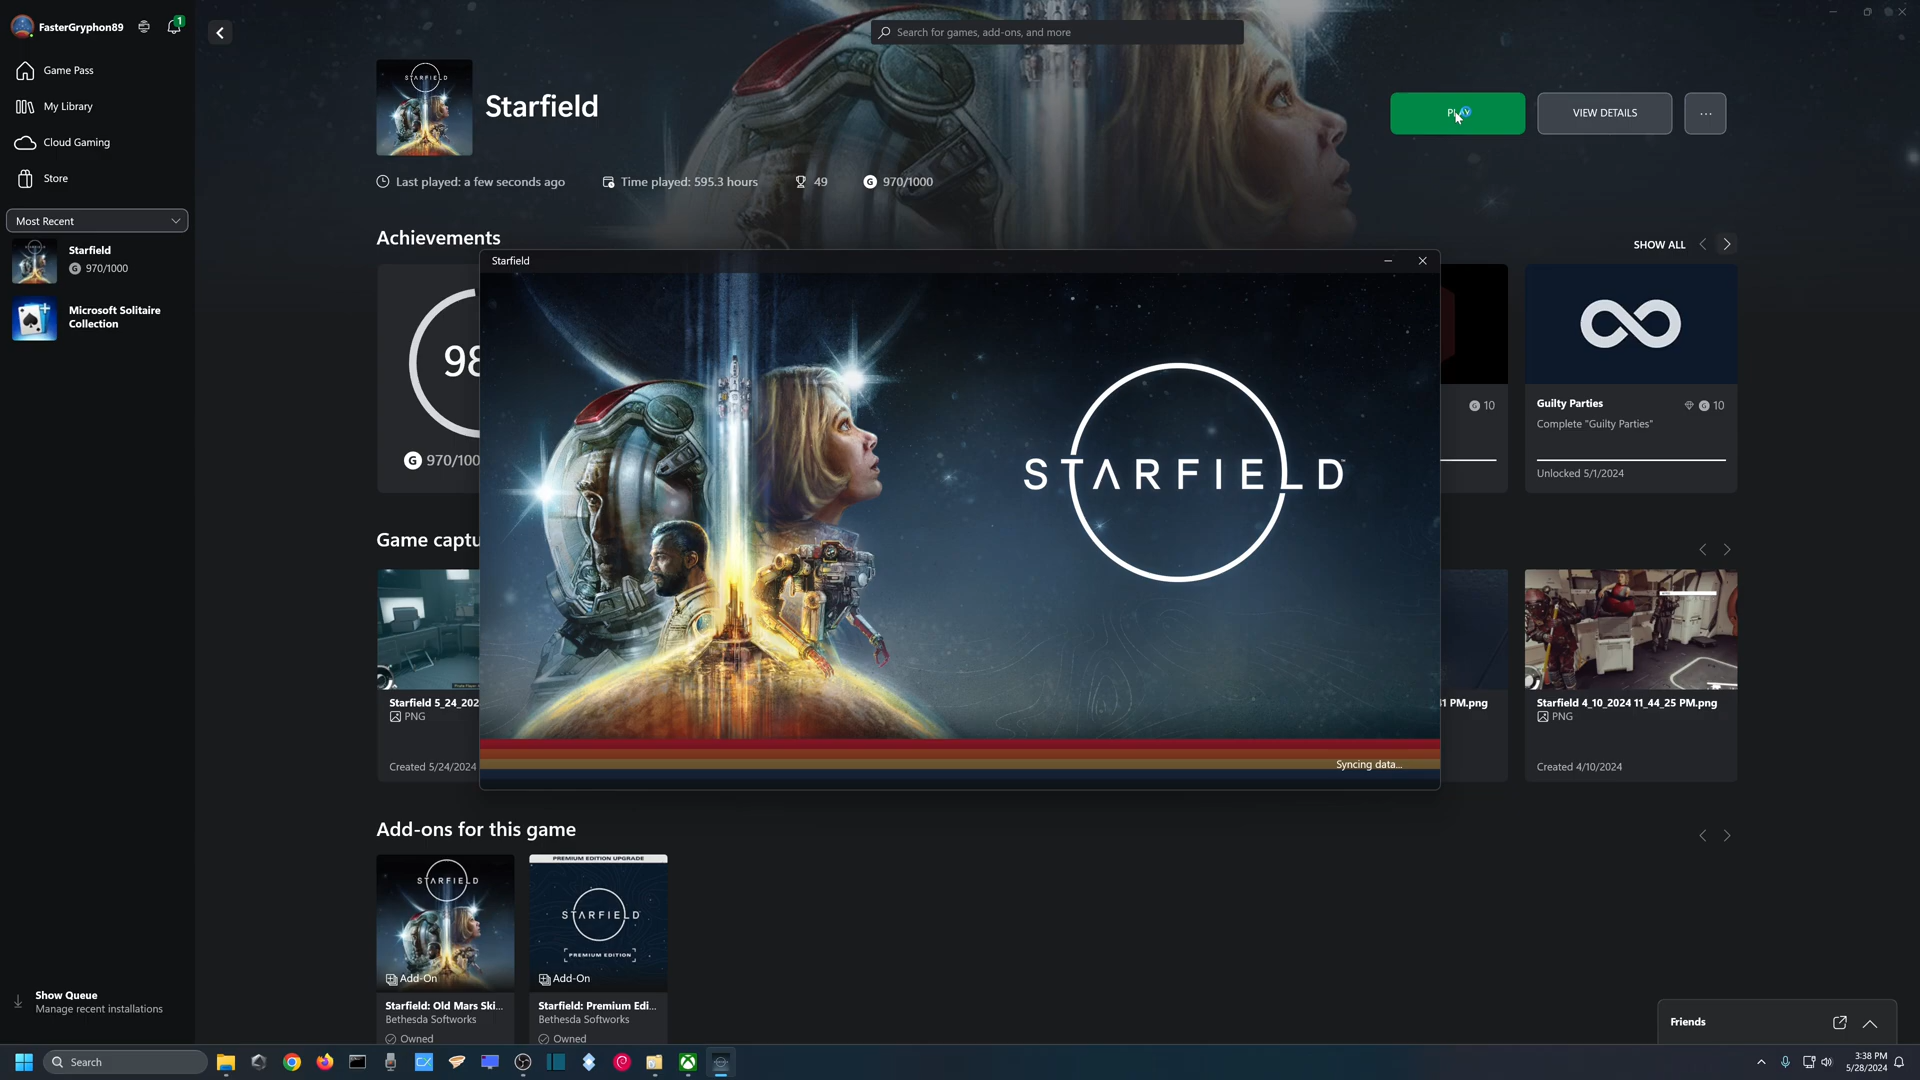 FasterGryphon89
1
Search for games, add-ons, and more
Game Pass
My Library
Cloud Gaming
Store
Most Recent
Starfield
970/1000
Microsoft Solitaire
Collection
STARFIELD
Starfield
PLAY
VIEW DETAILS
...
Last played: a few seconds ago
Time played: 595.3 hours
49
970/1000
Achievements
SHOW ALL
98
970/100
10
Guilty Parties
10
Complete "Guilty Parties"
Unlocked 5/1/2024
Starfield
STARFIELD
Syncing data...
Game captu
Starfield 5_24_202
PNG
Created 5/24/2024
1 PM.png
Starfield 4_10_2024 11_44_25 PM.png
PNG
Created 4/10/2024
Add-ons for this game
STARFIELD
Add-On
Starfield: Old Mars Ski...
Bethesda Softworks
Owned
PREMIUM EDITION UPGRADE
STARFIELD
PREMIUM EDITION
Add-On
Starfield: Premium Edi...
Bethesda Softworks
Owned
Show Queue
Manage recent installations
Friends
Search
3:38 PM
5/28/2024